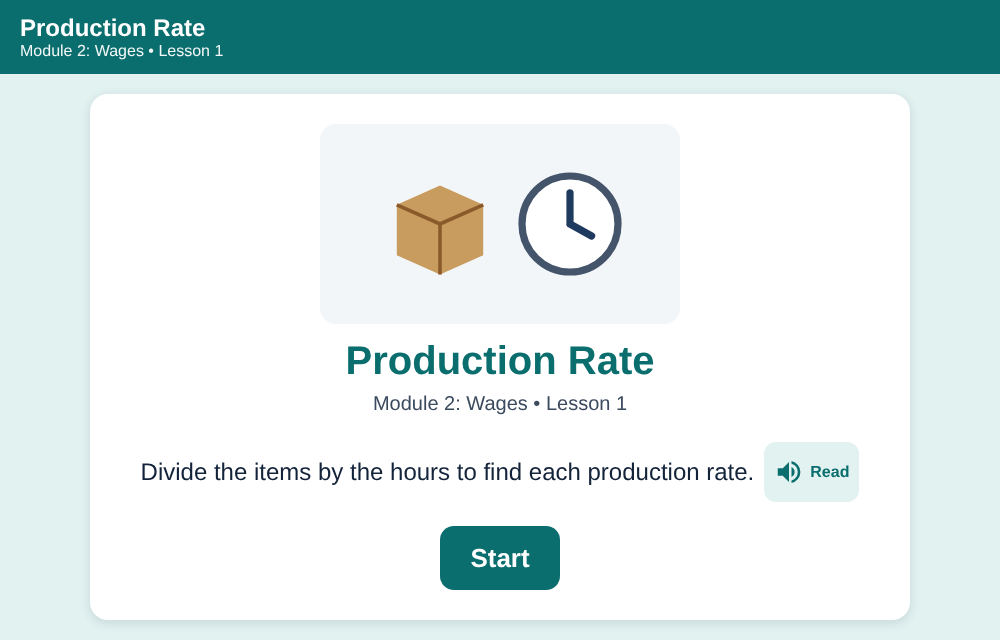 Production Rate
Module 2: Wages • Lesson 1
Production Rate
Module 2: Wages • Lesson 1
Divide the items by the hours to find each production rate.
Read
Start